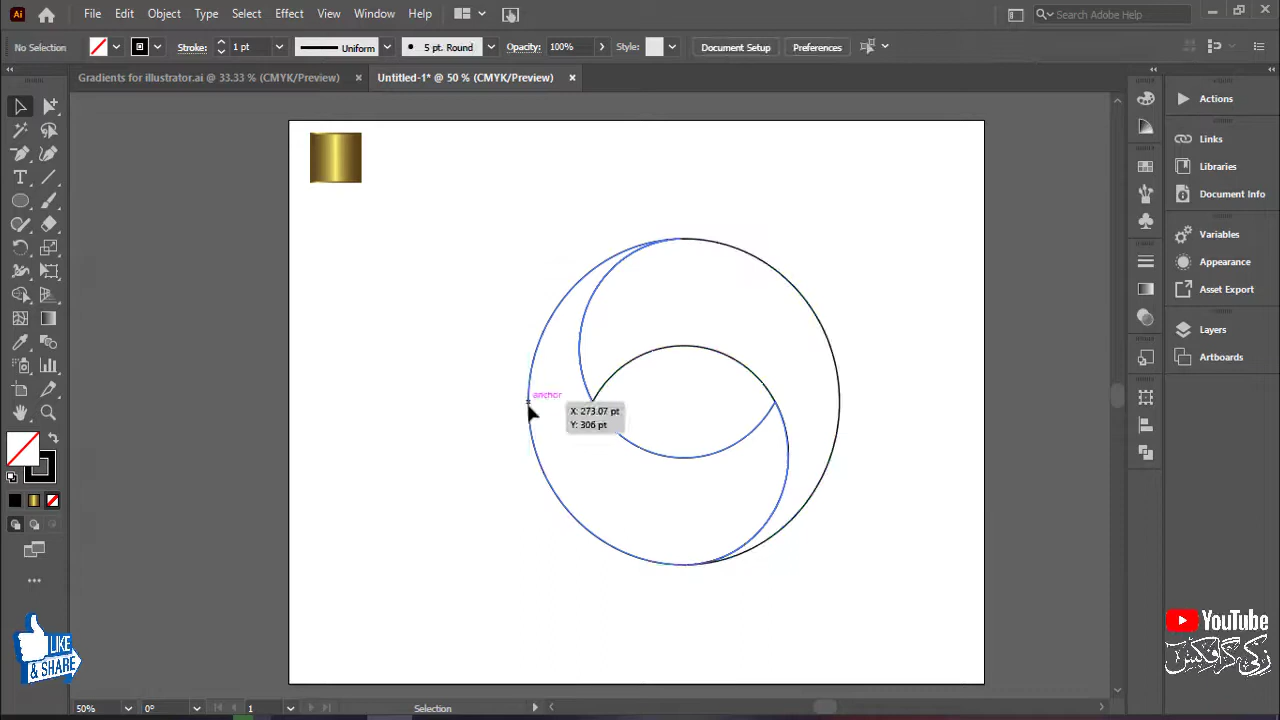 Ai File Edit Object Type Select Effect View Window Help Search Adobe Help
No Selection Stroke: 1 pt Uniform 5 pt. Round Opacity: 100% Style: Document Setup Preferences
Gradients for illustrator.ai @ 33.33 % (CMYK/Preview) × Untitled-1* @ 50 % (CMYK/Preview) ×
Actions
Links
Libraries
Document Info
Variables
Appearance
Asset Export
Layers
Artboards
anchor
X: 273.07 pt
Y: 306 pt
LIKE
& SHARE
YouTube
زکی گرافکس
50% 0° 1 Selection